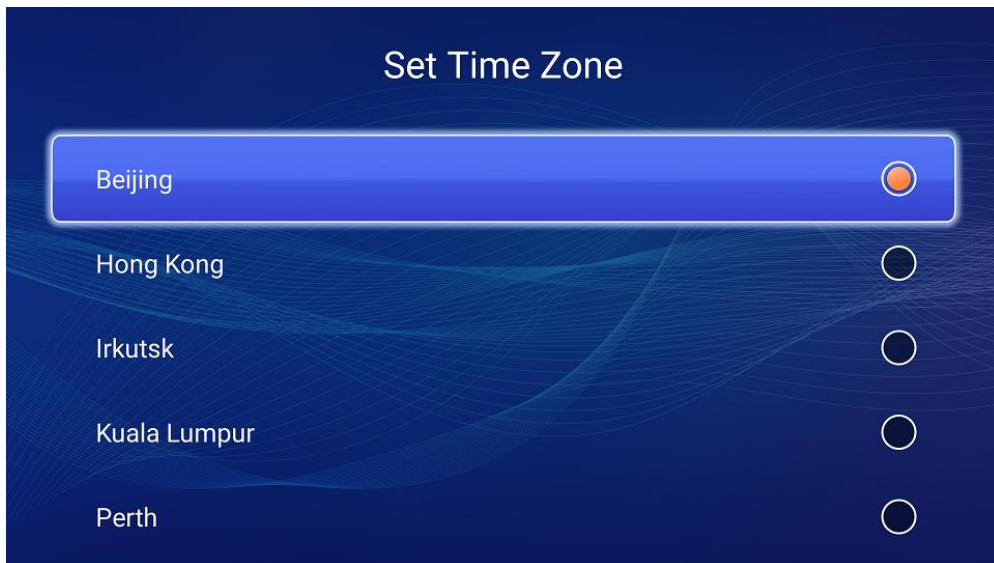 Set Time Zone
Beijing
Hong Kong
Irkutsk
Kuala Lumpur
Perth